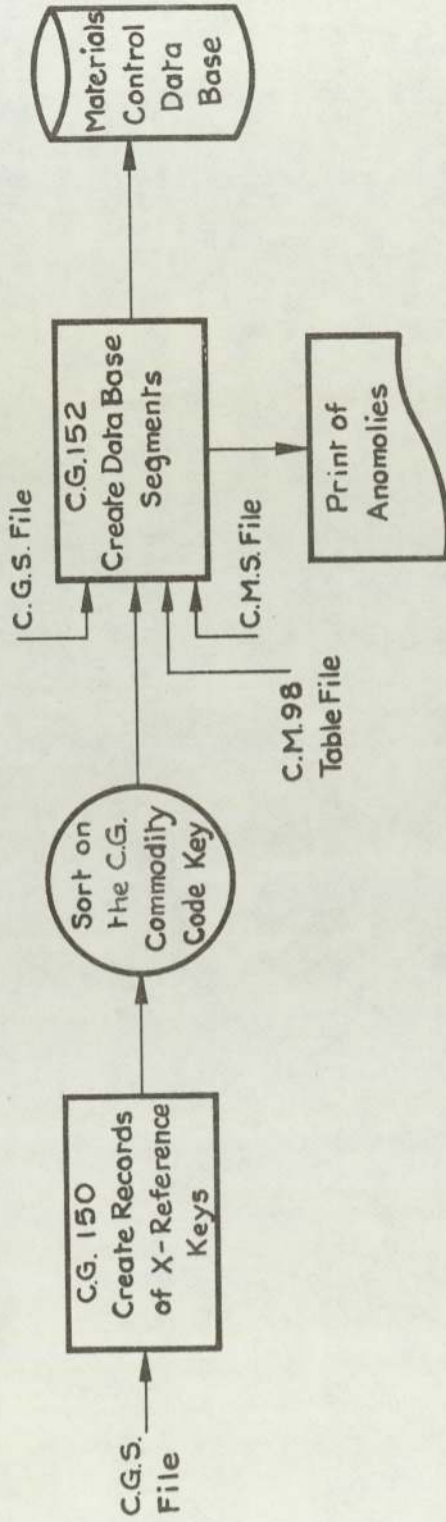 C.G.S.
File
C.G. 150
Create Records
of X-Reference
Keys
Sort on
the C.G.
Commodity
Code Key
C.G.S. File
C.G.152
Create Data Base
Segments
C.M.98
Table File
C.M.S. File
Print of
Anomolies
Materials
Control
Data
Base